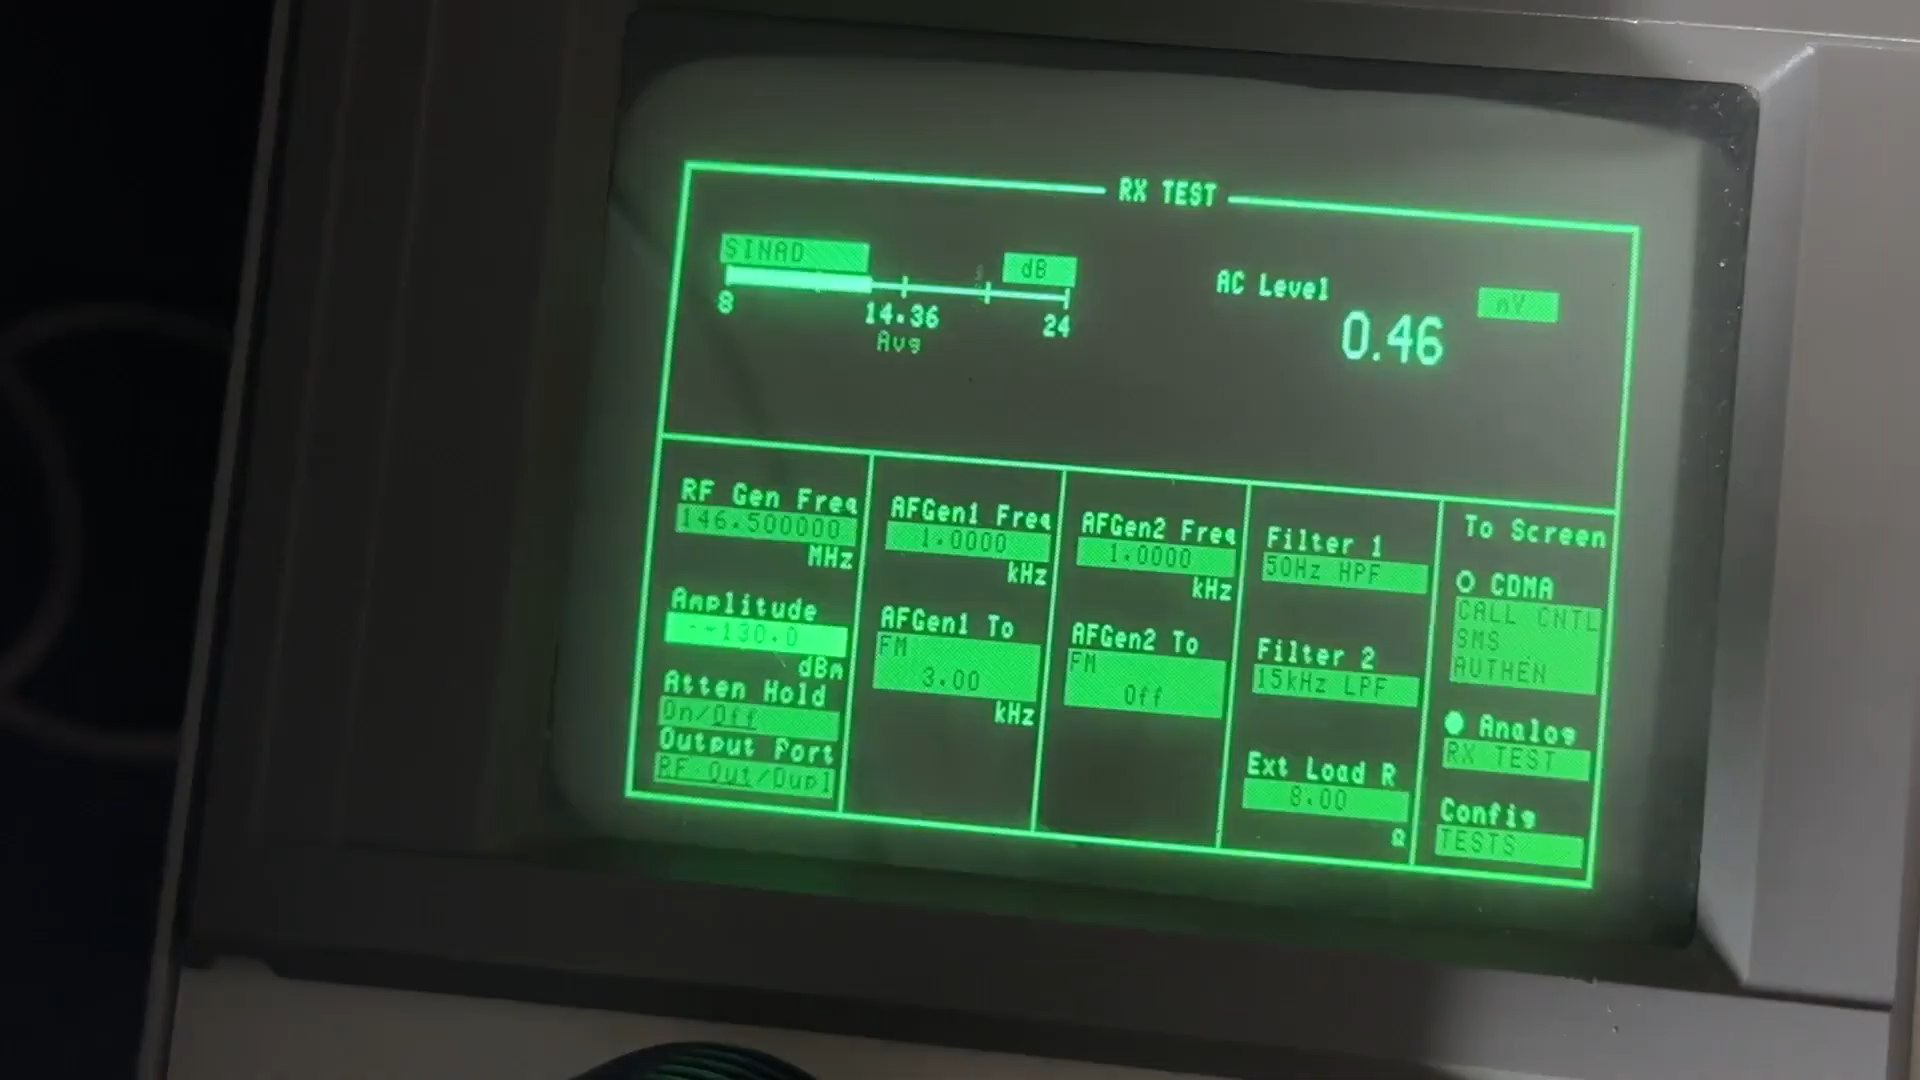 RX TEST
SINAD
dB
8
14.36
24
Avg
AC Level
0.46
RF Gen Freq
146.500000
MHz
Amplitude
-130.0
dBm
Atten Hold
On/Off
Output Port
RF Out/Dupl
AFGen1 Freq
1.0000
kHz
AFGen1 To
FM
3.00
kHz
AFGen2 Freq
1.0000
kHz
AFGen2 To
FM
Off
Filter 1
50Hz HPF
Filter 2
15kHz LPF
Ext Load R
8.00
Ω
To Screen
CDMA
CALL CNTL
SMS
AUTHEN
Analog
RX TEST
Config
TESTS